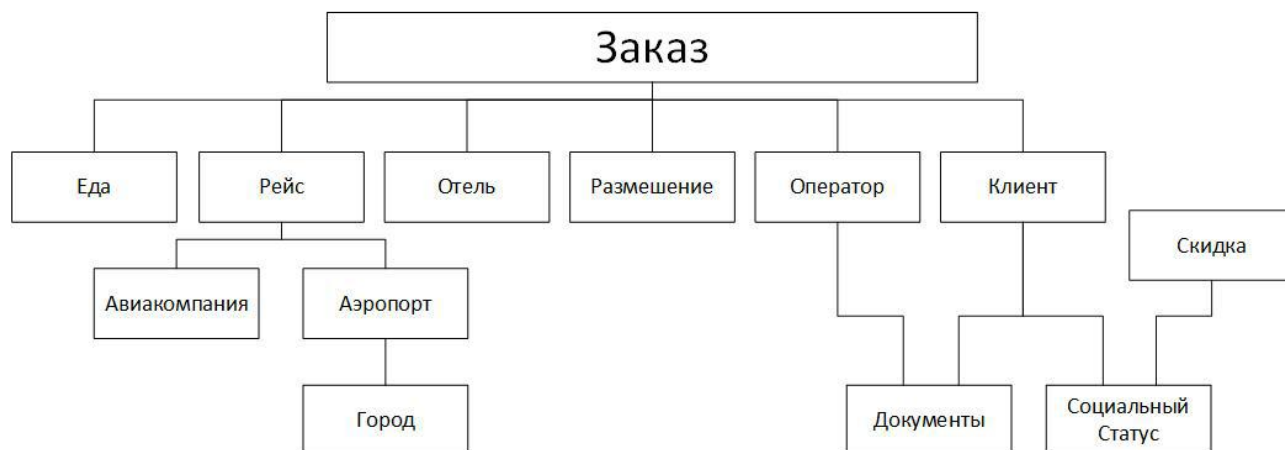 Заказ
Еда
Рейс
Отель
Размешение
Оператор
Клиент
Скидка
Авиакомпания
Аэропорт
Город
Документы
Социальный
Статус